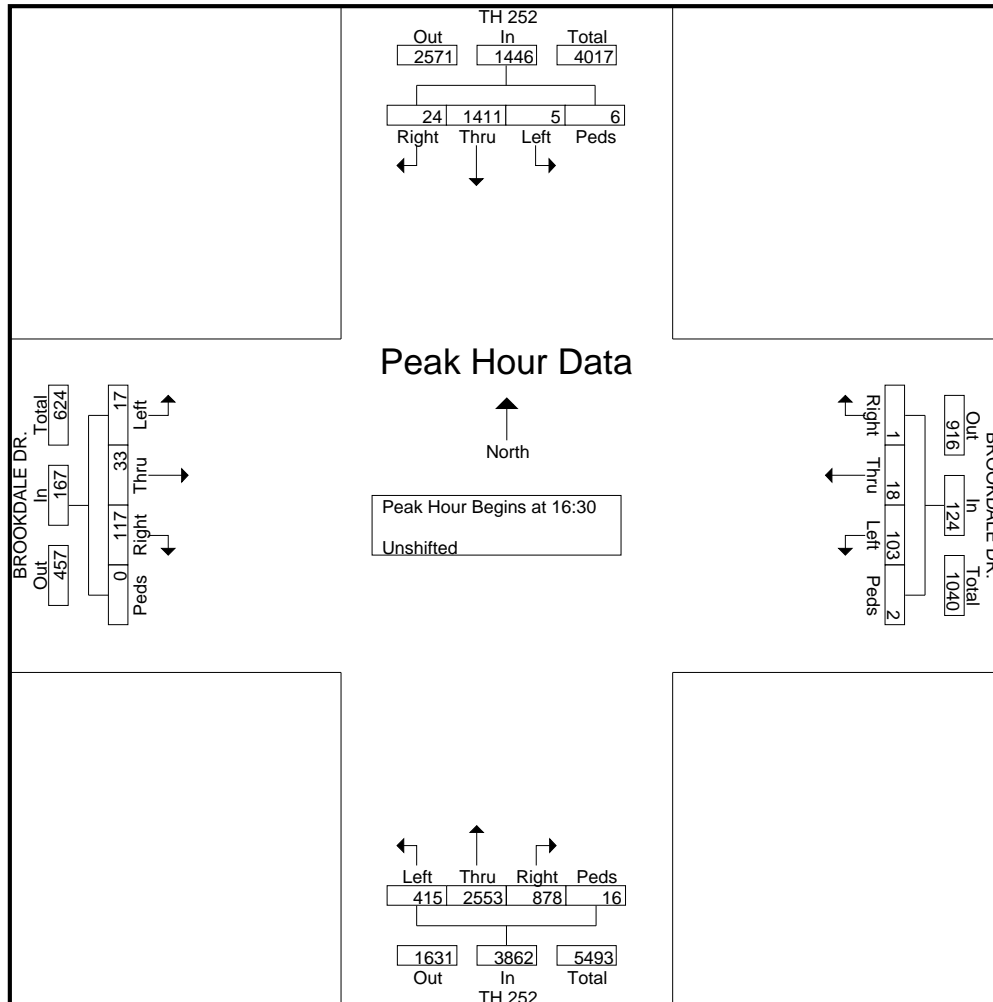 TH 252
Out In Total
2571 1446 4017
24 1411 5 6
Right Thru Left Peds
Peak Hour Data
North
Peak Hour Begins at 16:30
Unshifted
BROOKDALE DR.
Out In Total
457 167 624
17 33 117 0
Left Thru Right Peds
BROOKDALE DR.
Out In Total
916 124 1040
1 18 103 2
Right Thru Left Peds
Left Thru Right Peds
415 2553 878 16
1631 3862 5493
Out In Total
TH 252